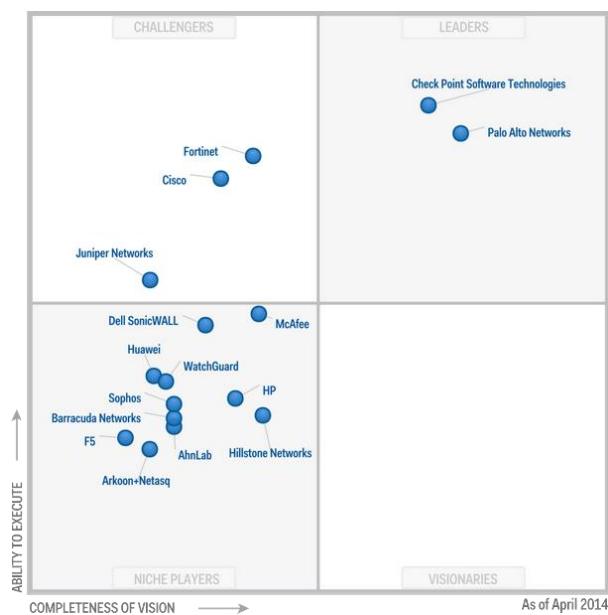 CHALLENGERS
LEADERS
Check Point Software Technologies
Palo Alto Networks
Fortinet
Cisco
Juniper Networks
Dell SonicWALL
McAfee
Huawei
WatchGuard
Sophos
HP
Barracuda Networks
F5
AhnLab
Hillstone Networks
Arkoon+Netasq
ABILITY TO EXECUTE
NICHE PLAYERS
VISIONARIES
COMPLETENESS OF VISION
As of April 2014